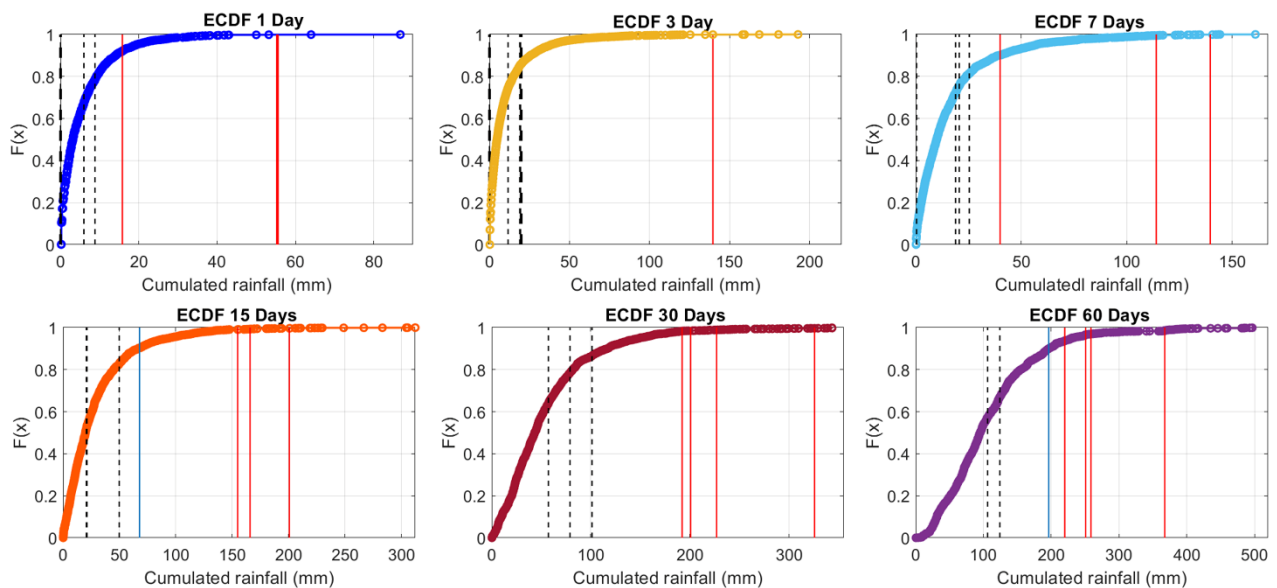 ECDF 1 Day
F(x)
1
0.8
0.6
0.4
0.2
0
0 20 40 60 80
Cumulated rainfall (mm)
ECDF 3 Day
F(x)
1
0.8
0.6
0.4
0.2
0
0 50 100 150 200
Cumulated rainfall (mm)
ECDF 7 Days
F(x)
1
0.8
0.6
0.4
0.2
0
0 50 100 150
Cumulatedl rainfall (mm)
ECDF 15 Days
F(x)
1
0.8
0.6
0.4
0.2
0
0 50 100 150 200 250 300
Cumulated rainfall (mm)
ECDF 30 Days
F(x)
1
0.8
0.6
0.4
0.2
0
0 100 200 300
Cumulated rainfall (mm)
ECDF 60 Days
F(x)
1
0.8
0.6
0.4
0.2
0
0 100 200 300 400 500
Cumulated rainfall (mm)